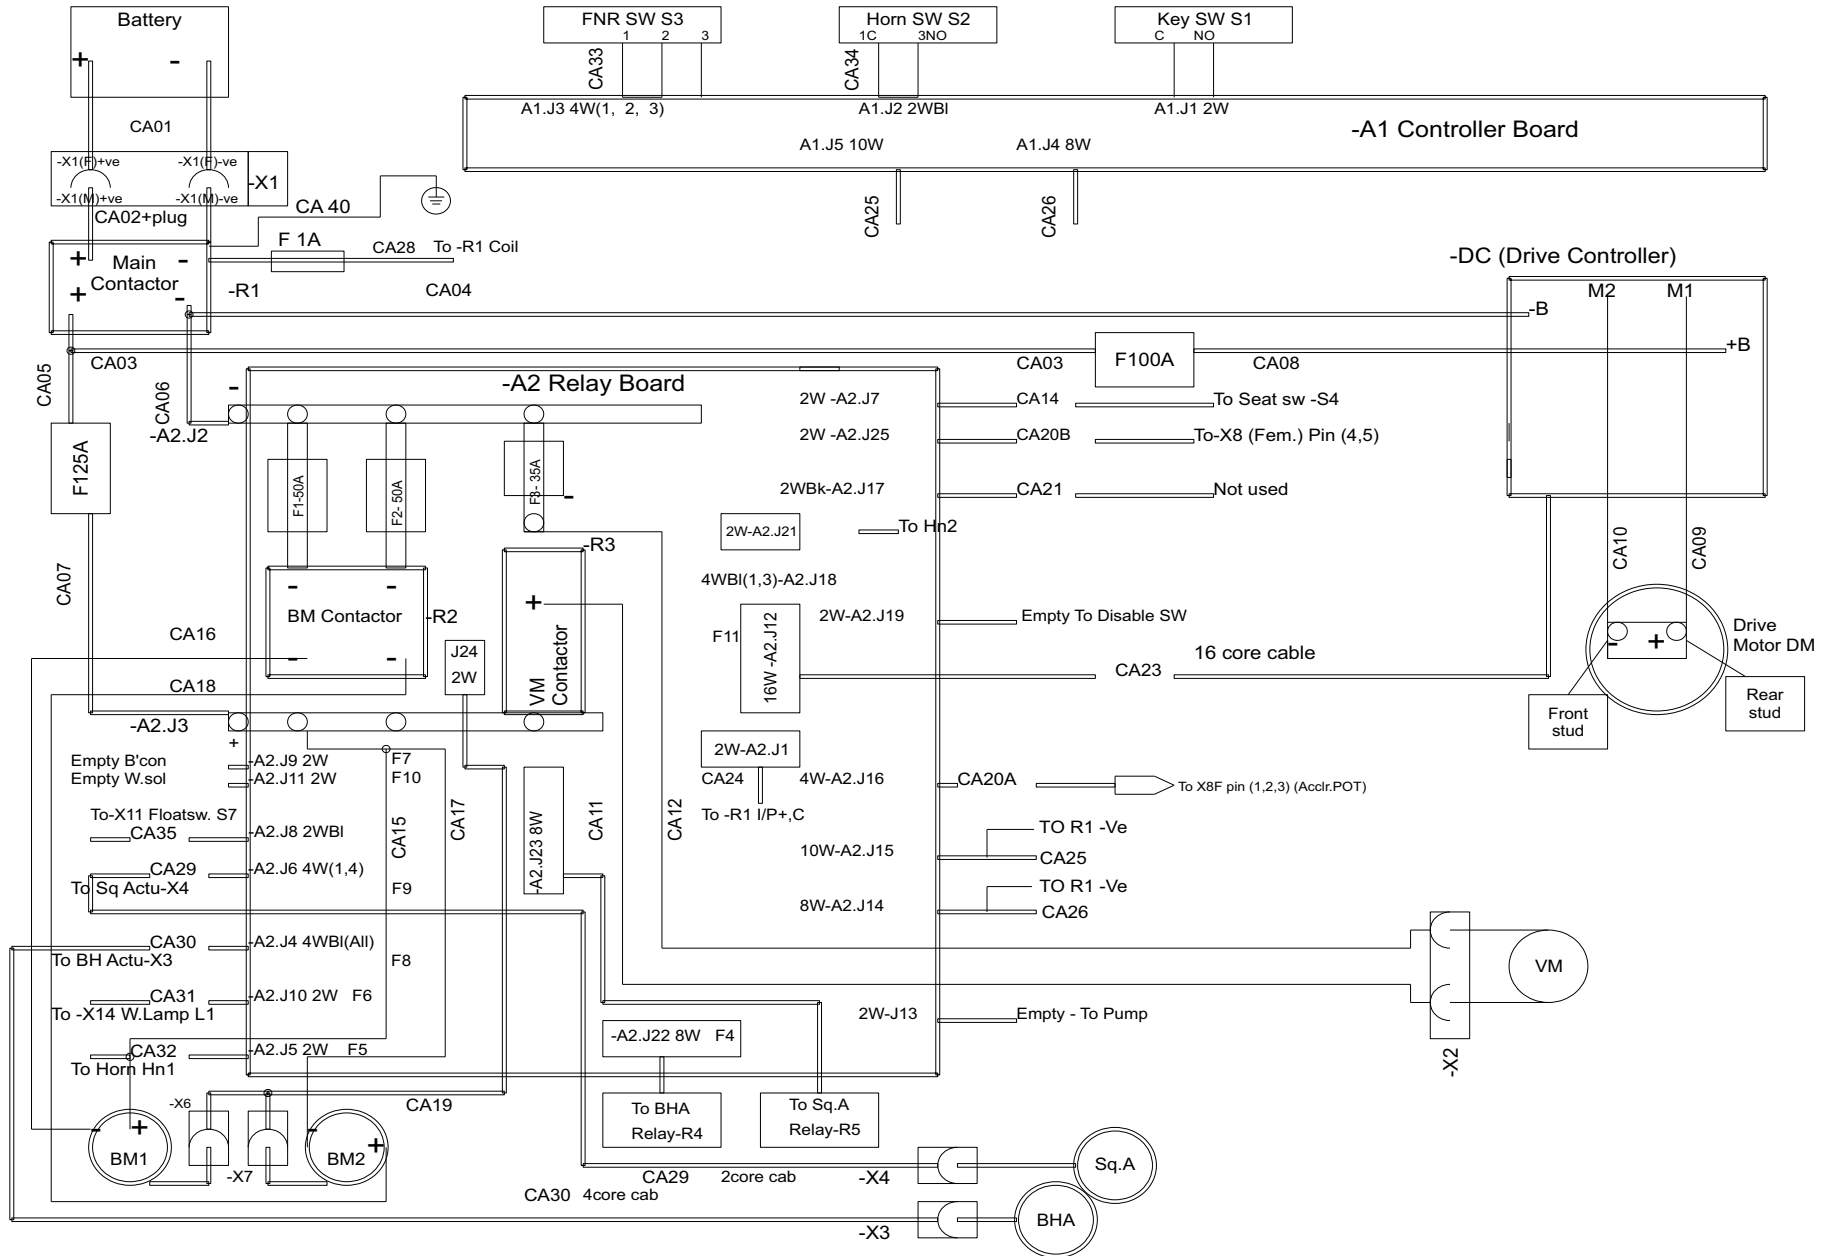 Battery
+ -
CA01
-X1(F)+ve -X1(F)-ve
-X1
-X1(M)+ve -X1(M)-ve
CA02+plug
CA 40
F 1A
CA28 To -R1 Coil
+ Main Contactor -
+ -
-R1
CA04
FNR SW S3
1 2 3
CA33
Horn SW S2
1C 3NO
CA34
Key SW S1
C NO
A1.J3 4W(1, 2, 3)
A1.J2 2WBl
A1.J1 2W
-A1 Controller Board
A1.J5 10W
A1.J4 8W
CA25
CA26
-DC (Drive Controller)
M2 M1
-B
+B
CA03
F100A
CA08
CA10
CA09
Drive
Motor DM
- +
Front
stud
Rear
stud
CA05
CA03
CA06
F125A
CA07
-A2 Relay Board
-
-A2.J2
F1-50A
F2- 50A
F3- 35A
-
- -
BM Contactor
- -
-R2
-R3
+
VM
Contactor
J24
2W
CA16
CA18
-A2.J3
+
2W -A2.J7
CA14
To Seat sw -S4
2W -A2.J25
CA20B
To-X8 (Fem.) Pin (4,5)
2WBk-A2.J17
CA21
Not used
2W-A2.J21
To Hn2
4WBl(1,3)-A2.J18
2W-A2.J19
Empty To Disable SW
F11
16W -A2.J12
CA23
16 core cable
2W-A2.J1
CA24
To -R1 I/P+,C
4W-A2.J16
CA20A
To X8F pin (1,2,3) (Acclr.POT)
10W-A2.J15
TO R1 -Ve
CA25
8W-A2.J14
TO R1 -Ve
CA26
2W-J13
Empty - To Pump
Empty B'con
-A2.J9 2W
F7
Empty W.sol
-A2.J11 2W
F10
To-X11 Floatsw. S7
CA35
-A2.J8 2WBl
CA29
-A2.J6 4W(1,4)
To Sq Actu-X4
F9
CA30
-A2.J4 4WBl(All)
To BH Actu-X3
F8
CA31
-A2.J10 2W F6
To -X14 W.Lamp L1
CA32
-A2.J5 2W F5
To Horn Hn1
CA15
CA17
-A2.J23 8W
CA11
CA12
-A2.J22 8W F4
To BHA
Relay-R4
To Sq.A
Relay-R5
VM
-X2
- +
BM1
-X6
-X7
- +
BM2
CA19
CA29 2core cab
-X4
Sq.A
CA30 4core cab
-X3
BHA